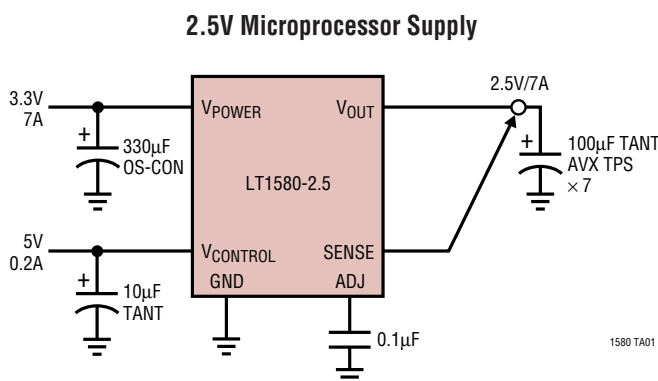 2.5V Microprocessor Supply
2.5V/7A
3.3V
7A
VPOWER
VOUT
+
330µF
OS-CON
+
100µF TANT
AVX TPS
× 7
LT1580-2.5
5V
0.2A
VCONTROL
SENSE
GND
ADJ
+
10µF
TANT
0.1µF
1580 TA01